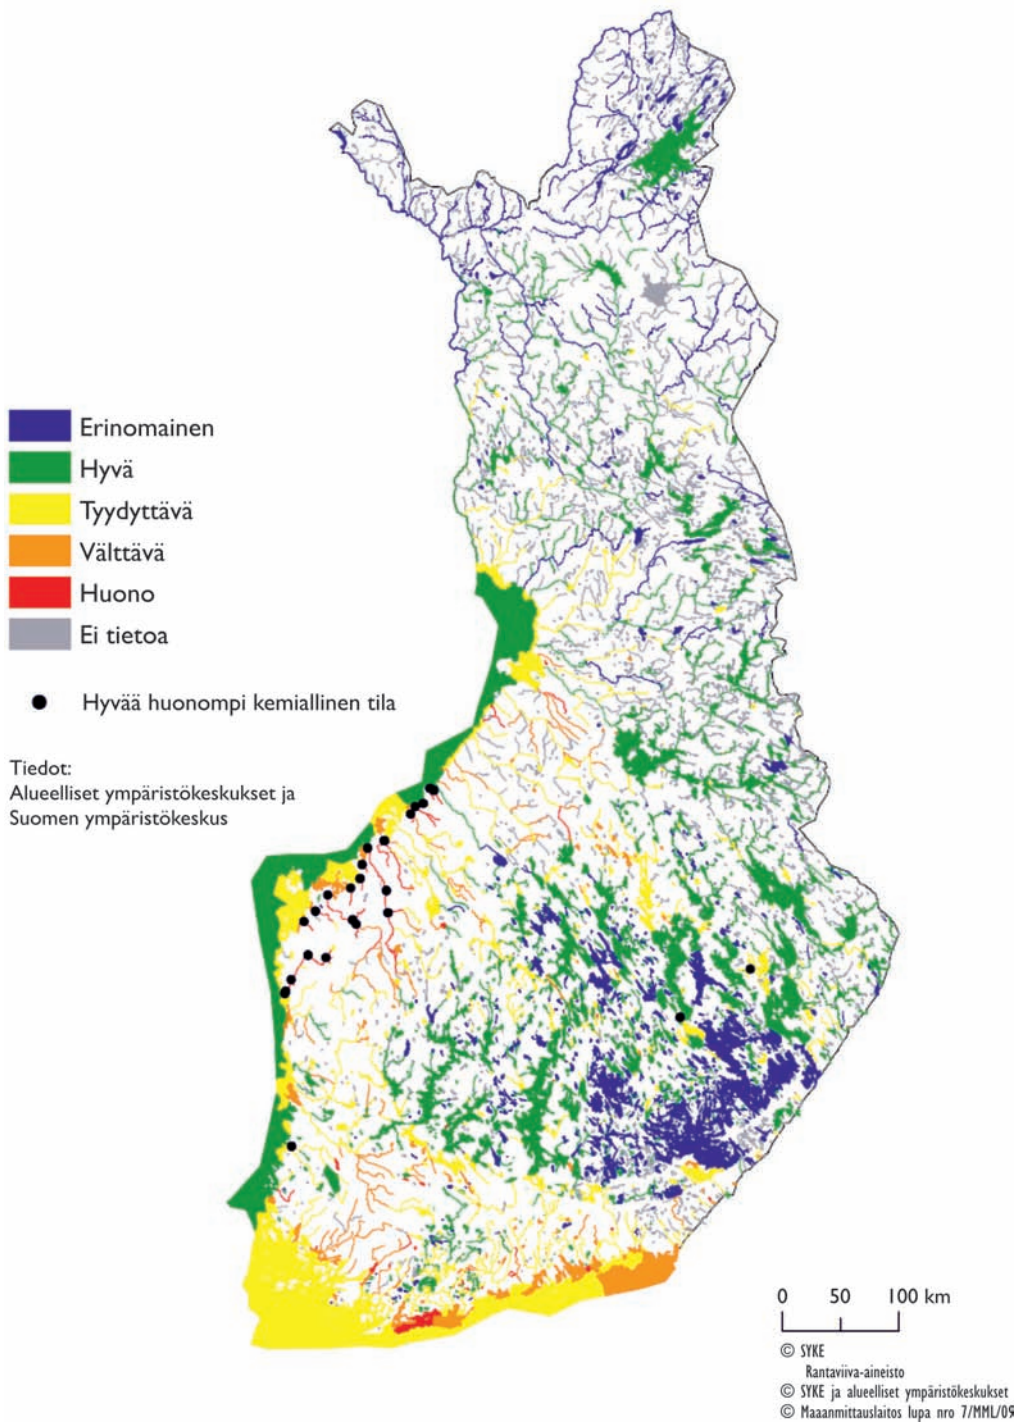 Erinomainen
Hyvä
Tyydyttävä
Välttävä
Huono
Ei tietoa
Hyvää huonompi kemiallinen tila
Tiedot:
Alueelliset ympäristökeskukset ja
Suomen ympäristökeskus
0 50 100 km
© SYKE
Rantaviiva-aineisto
© SYKE ja alueelliset ympäristökeskukset
© Maaanmittauslaitos lupa nro 7/MML/09